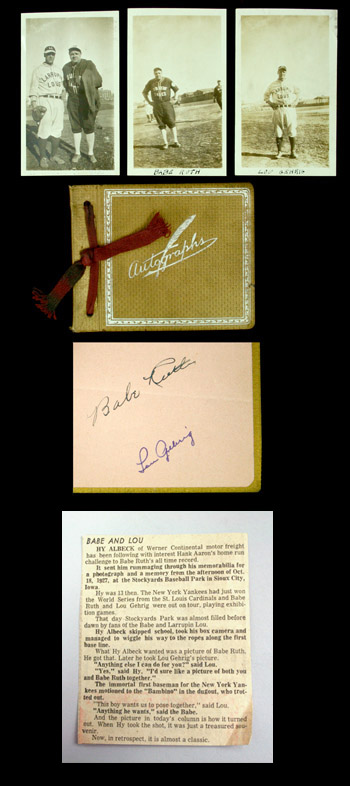 LARRUPIN
LOU'S
BABE RUTH
LOU GEHRIG
Autographs
Babe Ruth
Lou Gehrig
BABE AND LOU
HY ALBECK of Werner Continental motor freight
has been following with interest Hank Aaron's home run
challenge to Babe Ruth's all time record.
It sent him rummaging through his memorabilia for
a photograph and a memory from the afternoon of Oct.
18, 1927, at the Stockyards Baseball Park in Sioux City,
Iowa.
He was 13 then. The New York Yankees had just won
the World Series from the St. Louis Cardinals and Babe
Ruth and Lou Gehrig were out on tour, playing exhibition
games.
That day Stockyards Park was almost filled before
dawn by fans of the Babe and Larrupin Lou.
Hy Albeck skipped school, took his box camera and
managed to wiggle his way to the ropes along the first
base line.
What Hy Albeck wanted was a picture of Babe Ruth.
He got that. Later he took Lou Gehrig's picture.
"Anything else I can do for you?" said Lou.
"Yes," said Hy. "I'd sure like a picture of both you
and Babe Ruth together."
The immortal first baseman for the New York Yan-
kees motioned to the "Bambino" in the dugout, who trot-
ted out.
"This boy wants us to pose together," said Lou.
"Anything he wants," said the Babe.
And the picture in today's column is how it turned
out. When Hy took the shot, it was just a treasured sou-
venir.
Now, in retrospect, it is almost a classic.